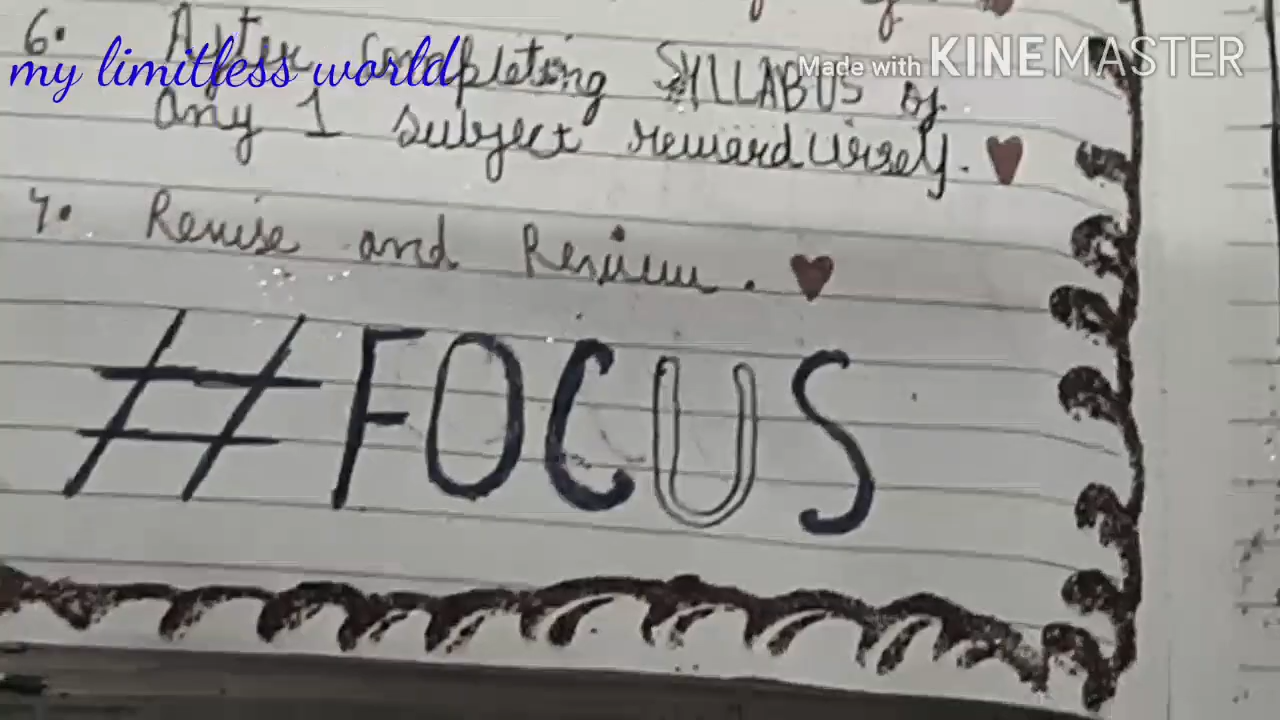 6. After completing SYLLABUS of
my limitless world
Made with KINEMASTER
any 1 subject reward urself.
7. Revise and Review.
#FOCUS